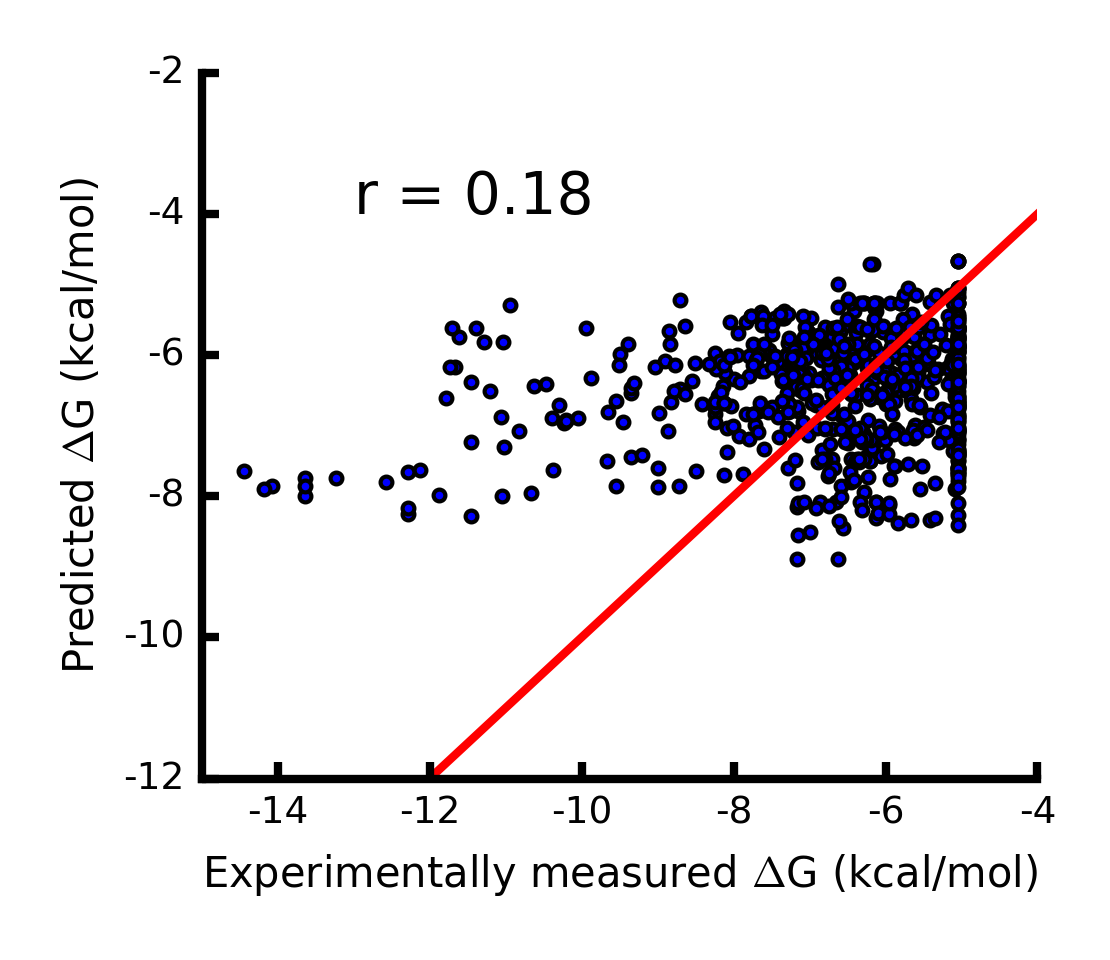 -2
r = 0.18
-4
-6
-8
-10
-12
Predicted ΔG (kcal/mol)
-14 -12 -10 -8 -6 -4
Experimentally measured ΔG (kcal/mol)